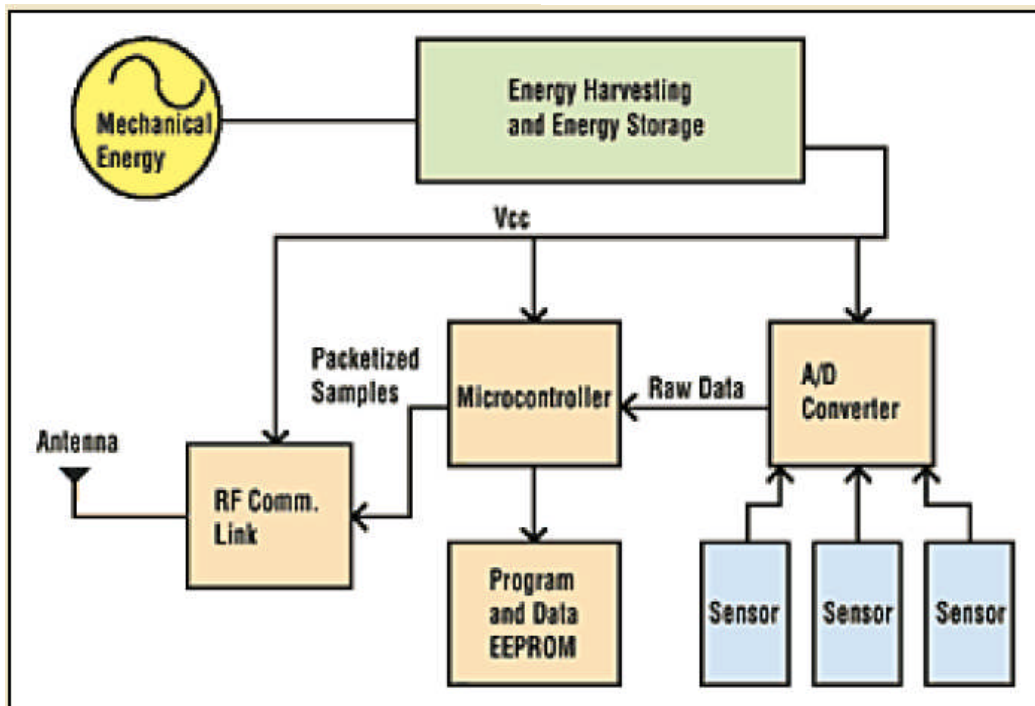 Mechanical
Energy
Energy Harvesting
and Energy Storage
Vcc
Packetized
Samples
Microcontroller
Raw Data
A/D
Converter
Antenna
RF Comm.
Link
Program
and Data
EEPROM
Sensor
Sensor
Sensor